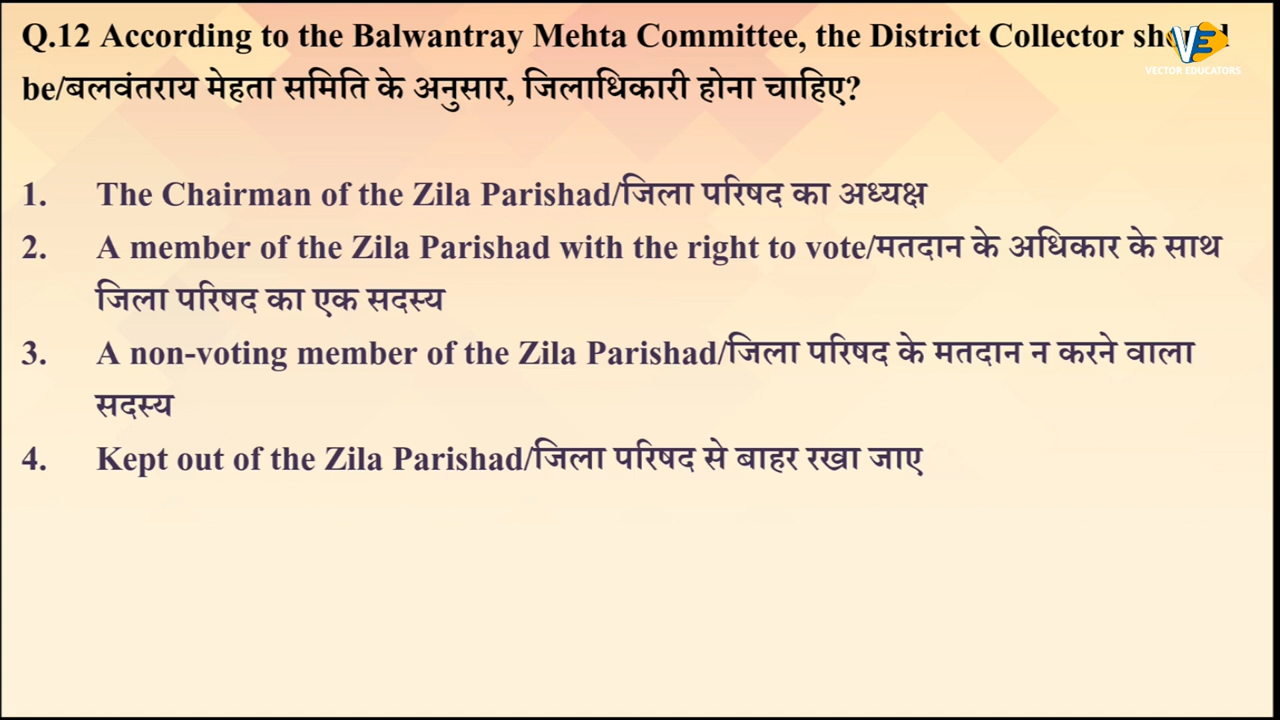 Q.12 According to the Balwantray Mehta Committee, the District Collector
VE
VECTOR EDUCATORS
be/बलवंतराय मेहता समिति के अनुसार, जिलाधिकारी होना चाहिए?
1. The Chairman of the Zila Parishad/जिला परिषद का अध्यक्ष
2. A member of the Zila Parishad with the right to vote/मतदान के अधिकार के साथ
जिला परिषद का एक सदस्य
3. A non-voting member of the Zila Parishad/जिला परिषद के मतदान न करने वाला
सदस्य
4. Kept out of the Zila Parishad/जिला परिषद से बाहर रखा जाए